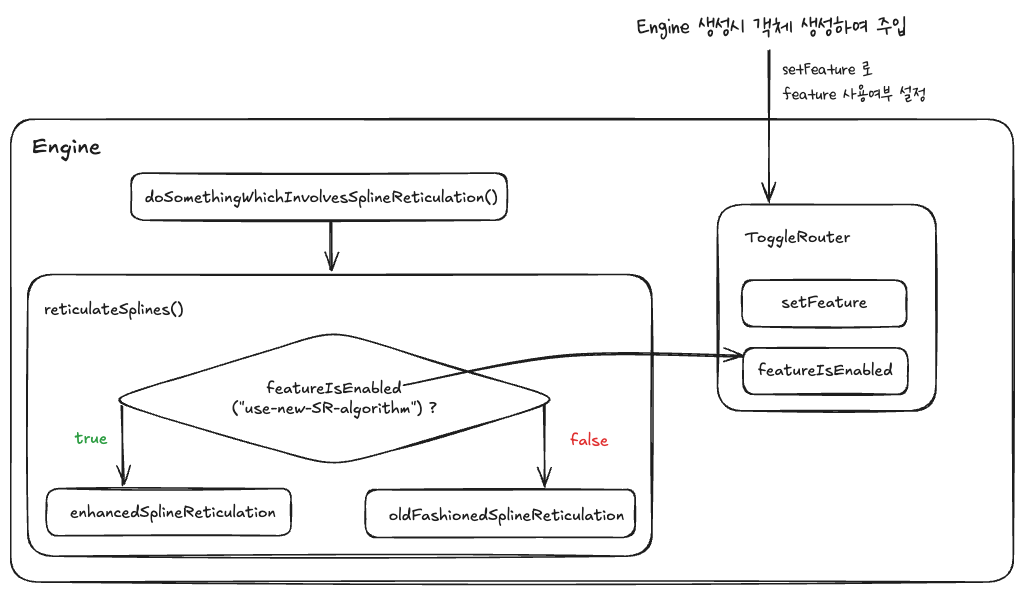 Engine 생성시 객체 생성하여 주입
setFeature 로
feature 사용여부 설정
Engine
doSomethingWhichInvolvesSplineReticulation()
ToggleRouter
setFeature
featureIsEnabled
reticulateSplines()
featureIsEnabled
("use-new-SR-algorithm") ?
true
false
enhancedSplineReticulation
oldFashionedSplineReticulation